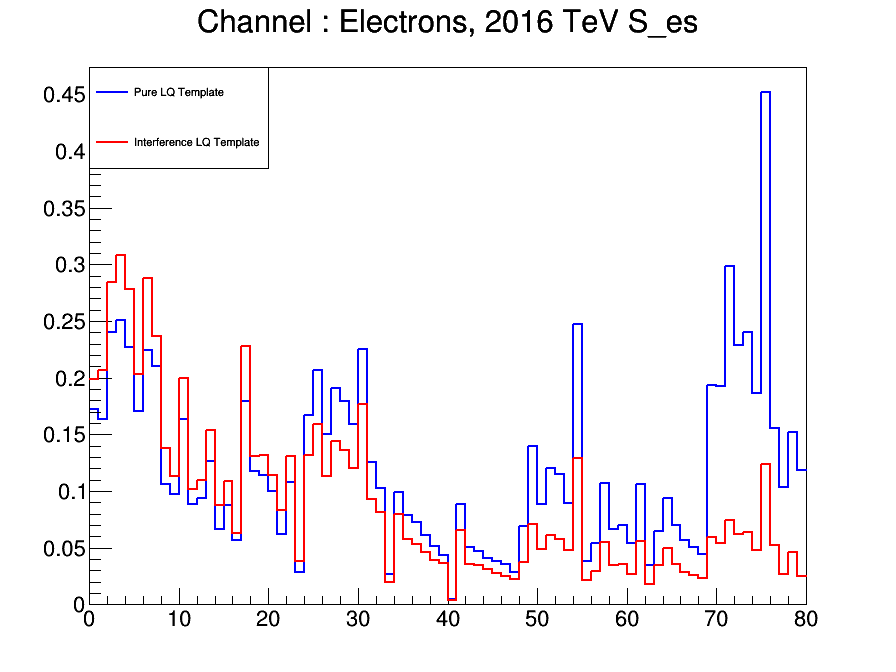 Channel : Electrons, 2016 TeV S_es
Pure LQ Template
Interference LQ Template
0.45
0.4
0.35
0.3
0.25
0.2
0.15
0.1
0.05
0
0 10 20 30 40 50 60 70 80